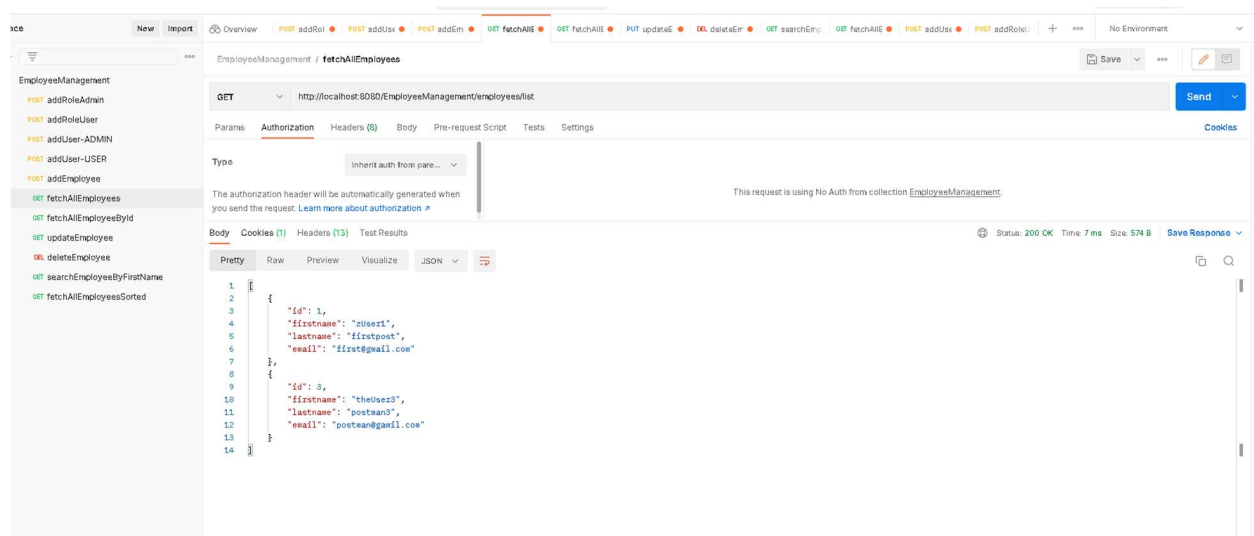 ace New Import Overview POST addRol POST addUse POST addEm GET fetchAllE GET fetchAllE PUT updateE DEL deleteEm GET searchEmp GET fetchAllE POST addUse POST addRoleU No Environment
EmployeeManagement / fetchAllEmployees Save
EmployeeManagement
GET http://localhost:8080/EmployeeManagement/employees/list Send
POST addRoleAdmin
POST addRoleUser
POST addUser-ADMIN
POST addUser-USER
POST addEmployee
GET fetchAllEmployees
GET fetchAllEmployeeById
GET updateEmployee
DEL deleteEmployee
GET searchEmployeeByFirstName
GET fetchAllEmployeesSorted
Params Authorization Headers (8) Body Pre-request Script Tests Settings Cookies
Type Inherit auth from pare...
The authorization header will be automatically generated when
you send the request. Learn more about authorization ↗
This request is using No Auth from collection EmployeeManagement.
Body Cookies (1) Headers (13) Test Results Status: 200 OK Time: 7 ms Size: 574 B Save Response
Pretty Raw Preview Visualize JSON
1 [
2 {
3 "id": 1,
4 "firstname": "zUser1",
5 "lastname": "firstpost",
6 "email": "first@gmail.com"
7 },
8 {
9 "id": 3,
10 "firstname": "theUser3",
11 "lastname": "postman3",
12 "email": "postman@gamil.com"
13 }
14 ]